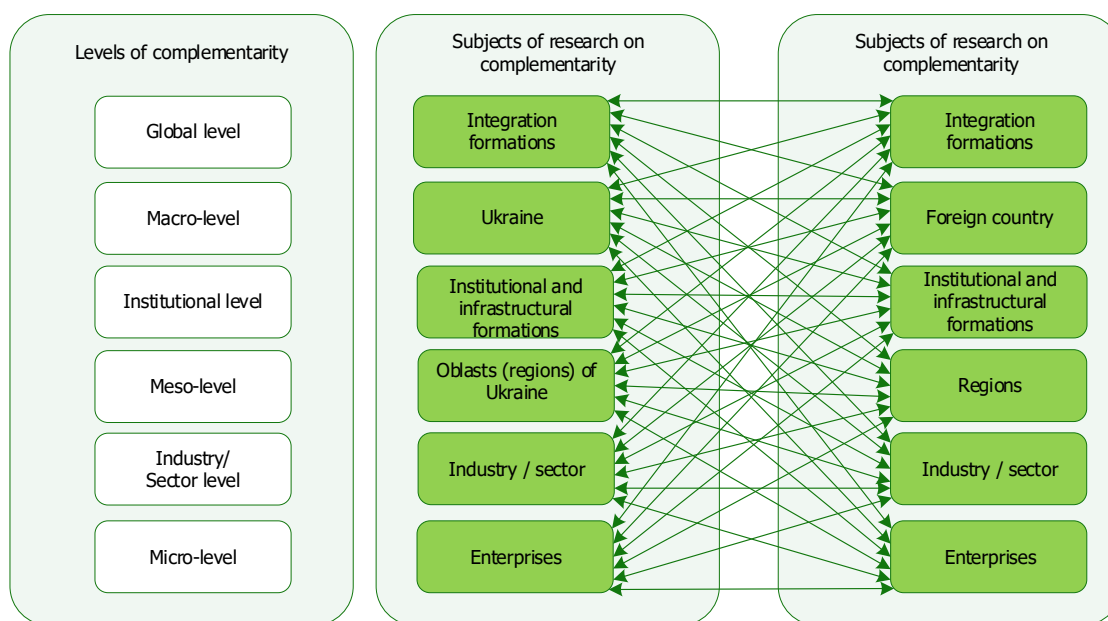 Levels of complementarity
Global level
Macro-level
Institutional level
Meso-level
Industry/
Sector level
Micro-level
Subjects of research on
complementarity
Integration
formations
Ukraine
Institutional and
infrastructural
formations
Oblasts (regions) of
Ukraine
Industry / sector
Enterprises
Subjects of research on
complementarity
Integration
formations
Foreign country
Institutional and
infrastructural
formations
Regions
Industry / sector
Enterprises